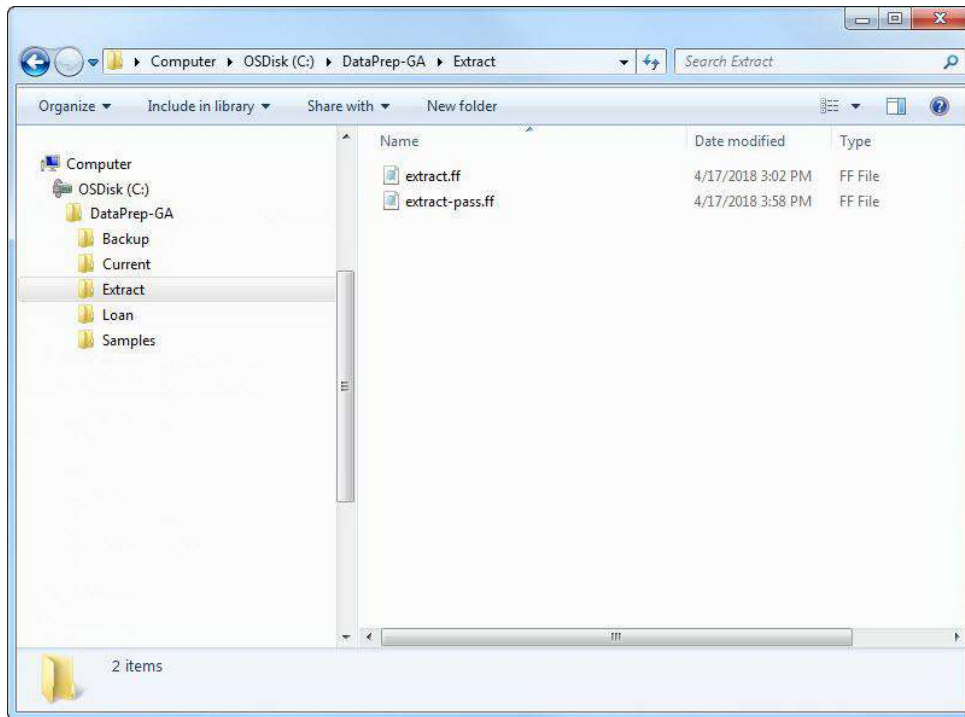 Computer OSDisk (C:) DataPrep-GA Extract Search Extract
Organize Include in library Share with New folder
Name Date modified Type
Computer
OSDisk (C:)
DataPrep-GA
Backup
Current
Extract
Loan
Samples
extract.ff 4/17/2018 3:02 PM FF File
extract-pass.ff 4/17/2018 3:58 PM FF File
2 items